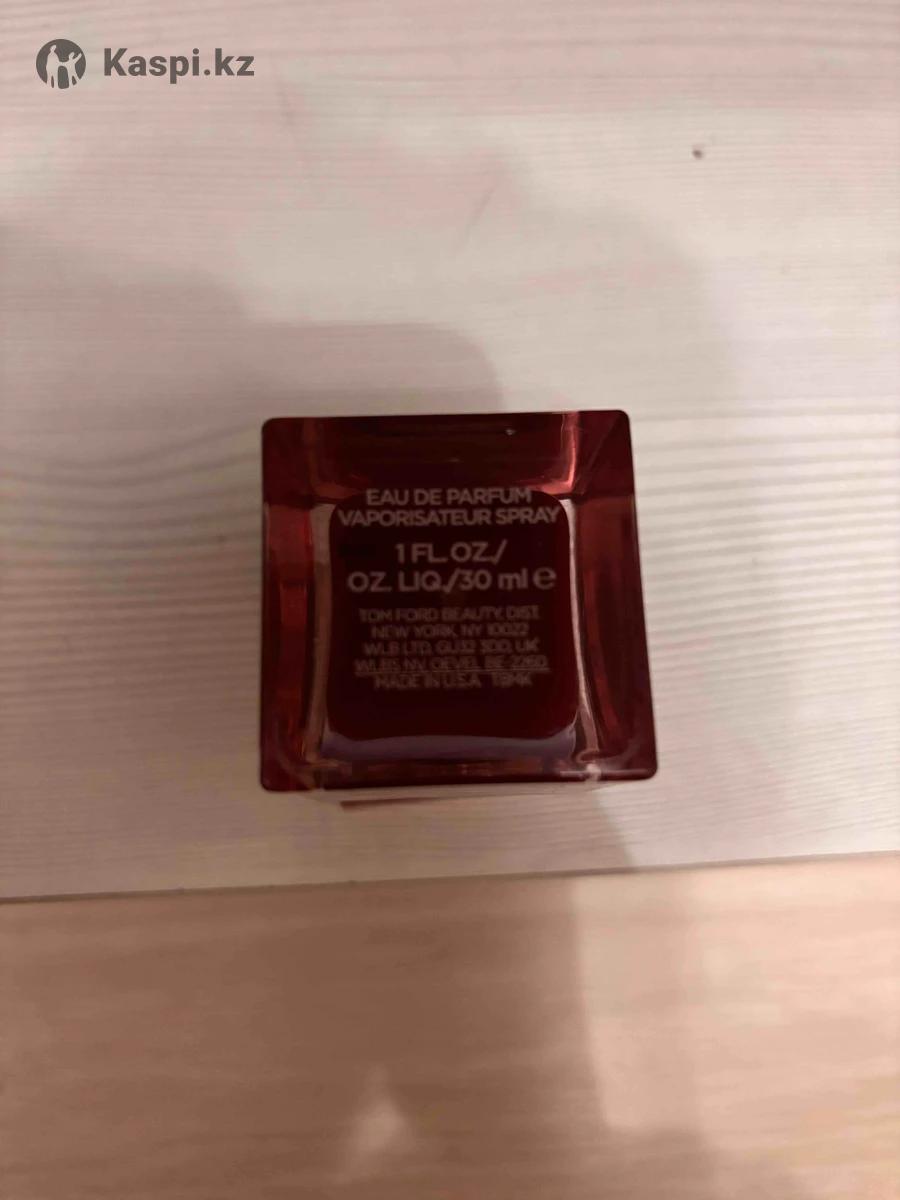 Kaspi.kz
EAU DE PARFUM
VAPORISATEUR SPRAY
1 FL. OZ./
OZ. LIQ./30 ml e
TOM FORD BEAUTY, DIST.
NEW YORK, NY 10022
WLB LTD, GU32 3DD, UK
WLBS NV, OEVEL BE-2260.
MADE IN U.S.A.